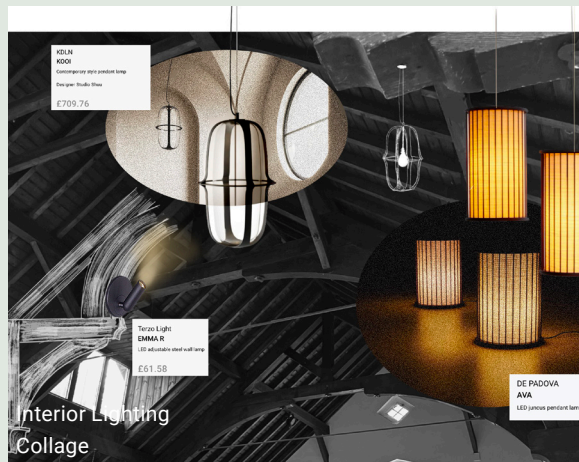 KDLN
KOOI
Contemporary style pendant lamp
Designer Studio Shou
£709.76
Terzo Light
EMMA R
LED adjustable steel wall lamp
£61.58
DE PADOVA
AVA
LED juncus pendant lam
Interior Lighting
Collage